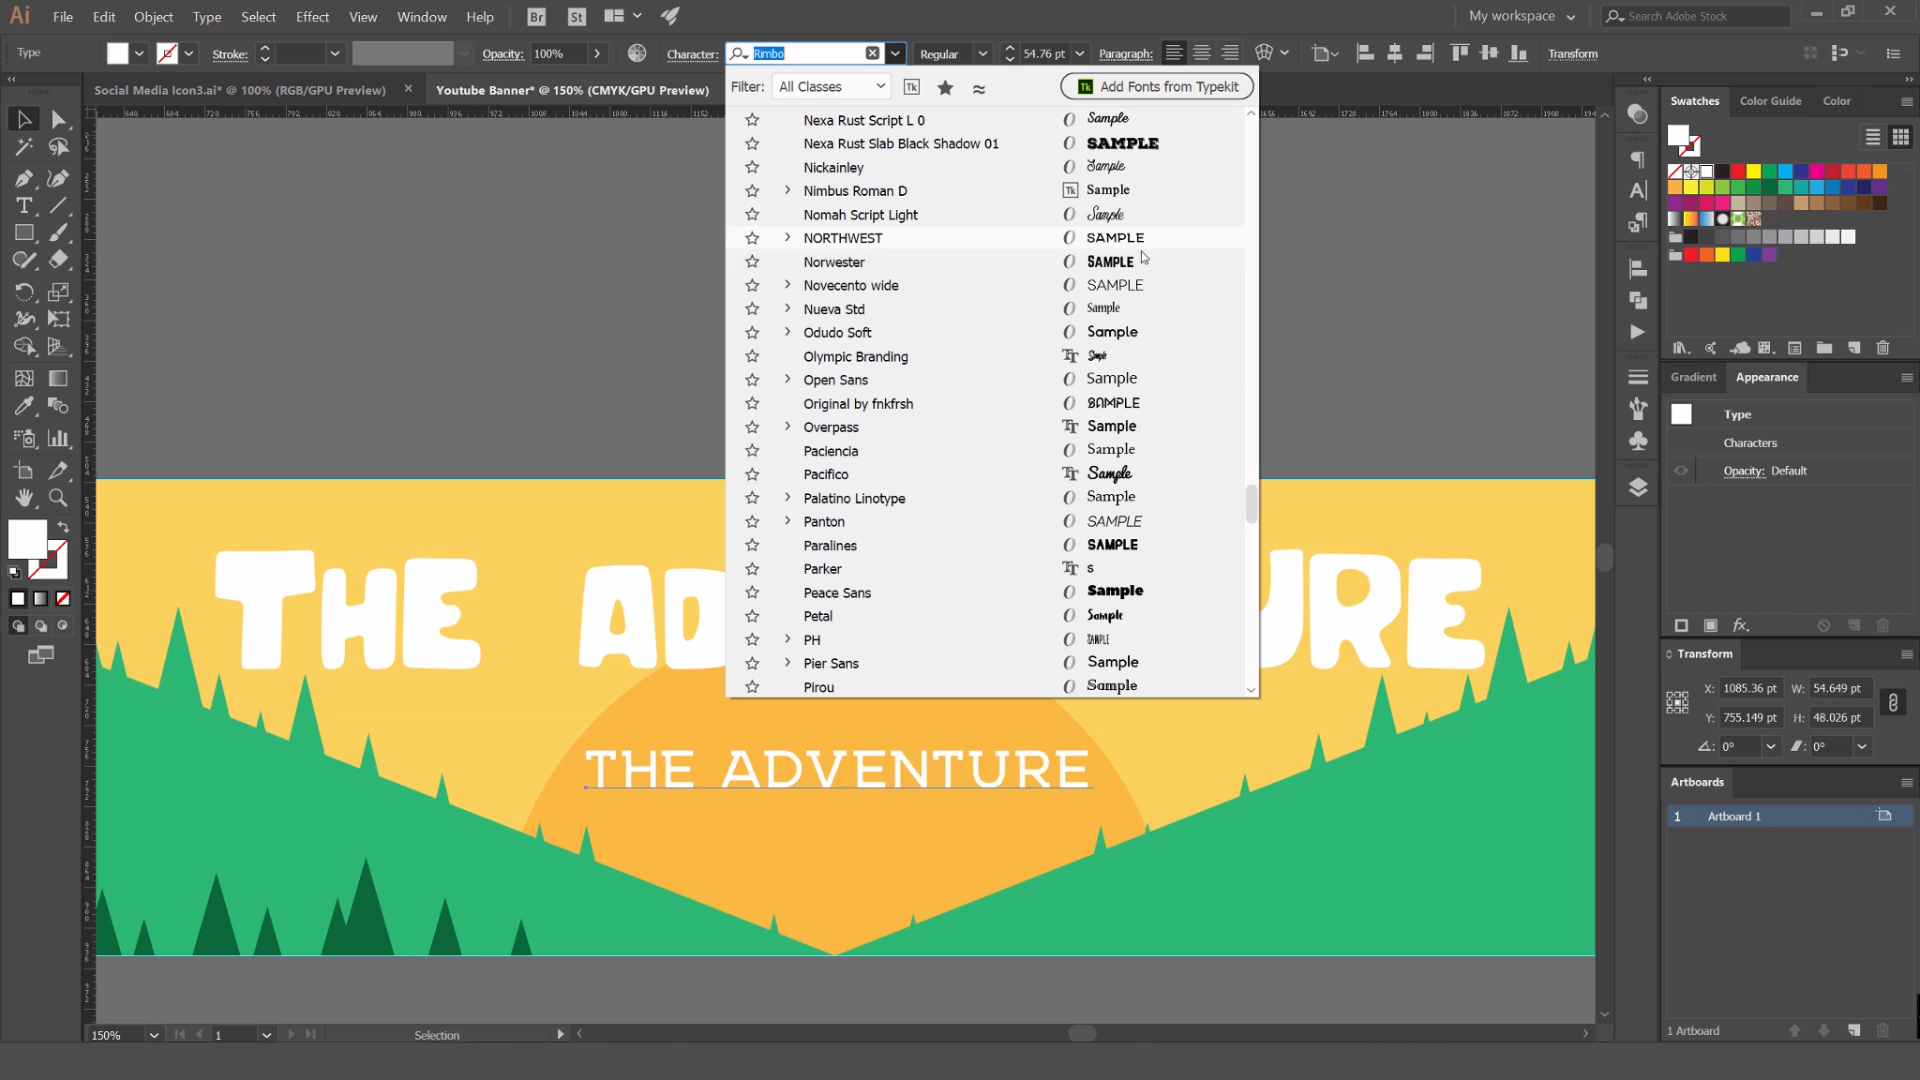 Ai File Edit Object Type Select Effect View Window Help Br St My workspace Search Adobe Stock
Type Stroke: Opacity: 100% Character: Rimbo Regular 54.76 pt Paragraph: Transform
Social Media Icon3.ai* @ 100% (RGB/GPU Preview) × Youtube Banner* @ 150% (CMYK/GPU Preview)
Filter: All Classes Tk Tk Add Fonts from Typekit
Nexa Rust Script L 0 Sample
Nexa Rust Slab Black Shadow 01 SAMPLE
Nickainley Sample
Nimbus Roman D Tk Sample
Nomah Script Light Sample
NORTHWEST SAMPLE
Norwester SAMPLE
Novecento wide SAMPLE
Nueva Std Sample
Odudo Soft Sample
Olympic Branding Sample
Open Sans Sample
Original by fnkfrsh SAMPLE
Overpass Sample
Paciencia Sample
Pacifico Sample
Palatino Linotype Sample
Panton SAMPLE
Paralines SAMPLE
Parker S
Peace Sans Sample
Petal Sample
PH SAMPLE
Pier Sans Sample
Pirou Sample
THE AD URE
THE ADVENTURE
Swatches Color Guide Color
Gradient Appearance
Type
Characters
Opacity: Default
fx
Transform
X: 1085.36 pt W: 54.649 pt
Y: 755.149 pt H: 48.026 pt
0° 0°
Artboards
1 Artboard 1
1 Artboard
150% 1 Selection